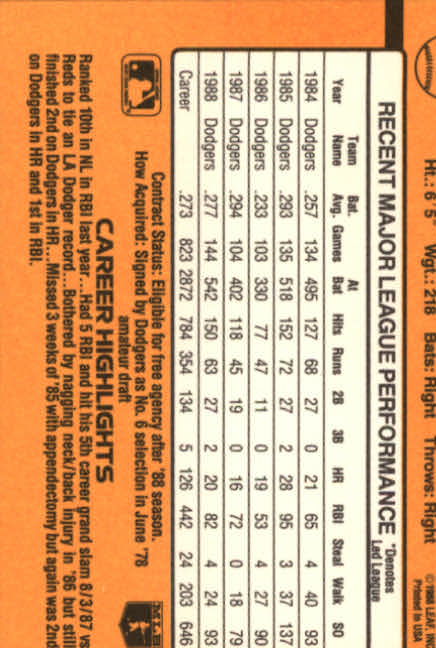 © 1988 LEAF, INC.
Printed in USA
Ht.: 6' 5" Wgt.: 218 Bats: Right Throws: Right
RECENT MAJOR LEAGUE PERFORMANCE *Denotes
Led League
Team Bat. At
Year Name Avg. Games Bat Hits Runs 2B 3B HR RBI Steal Walk SO
1984 Dodgers .257 134 495 127 68 27 0 21 65 4 40 93
1985 Dodgers .293 135 518 152 72 27 2 28 95 3 37 137
1986 Dodgers .233 103 330 77 47 11 0 19 53 4 27 90
1987 Dodgers .294 104 402 118 45 19 0 16 72 0 18 79
1988 Dodgers .277 144 542 150 63 27 2 20 82 4 24 93
Career .273 823 2872 784 354 134 5 126 442 24 203 646
Contract Status: Eligible for free agency after '88 season.
How Acquired: Signed by Dodgers as No. 6 selection in June '78
amateur draft
MLB
CAREER HIGHLIGHTS
Ranked 10th in NL in RBI last year... Had 5 RBI and hit his 5th career grand slam 8/3/87 vs
Reds to tie an LA Dodger record... Bothered by nagging neck/back injury in '86 but still
finished 2nd on Dodgers in HR... Missed 3 weeks of '85 with appendectomy but again was 2nd
on Dodgers in HR and 1st in RBI.